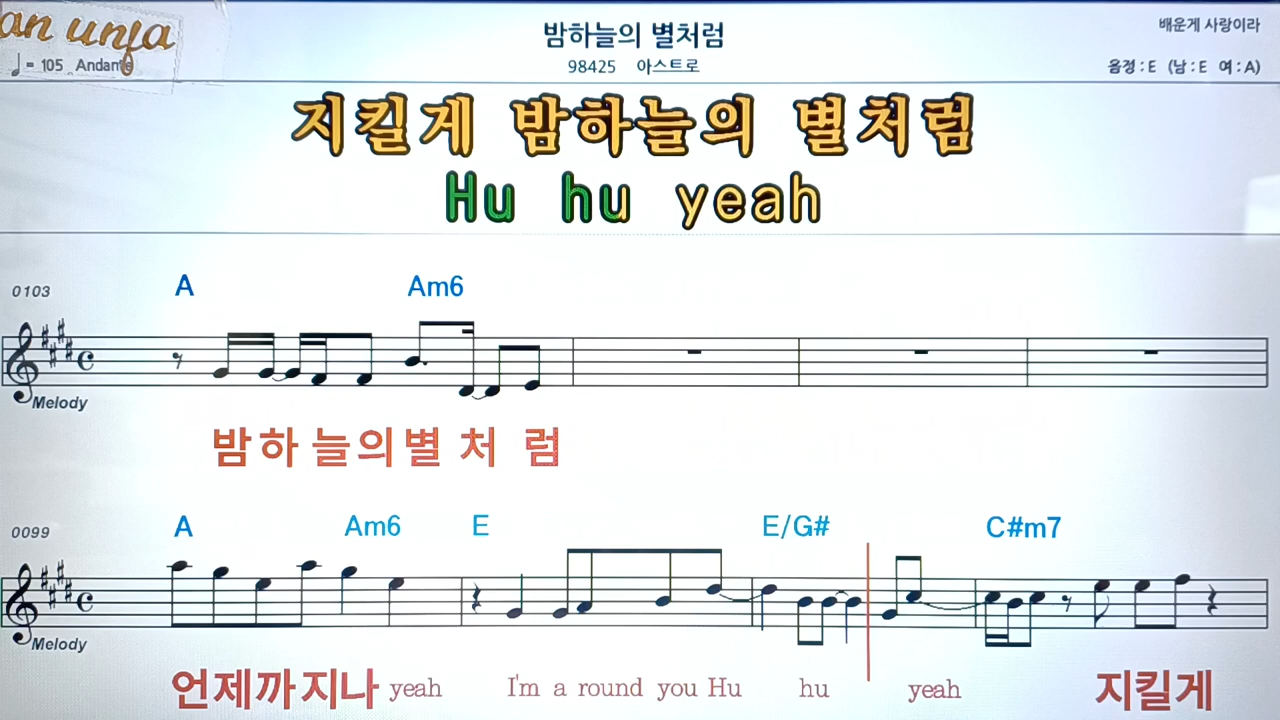 an unja
밤하늘의 별처럼
배운게 사랑이라
♩= 105 Andante
98425 아스트로
음정 : E (남 : E 여 : A)
지킬게 밤하늘의 별처럼
Hu hu yeah
A Am6
0103
Melody
밤하 늘의별 처 럼
A Am6 E E/G# C#m7
0099
Melody
언제까지나 yeah I'm a round you Hu hu yeah 지킬게